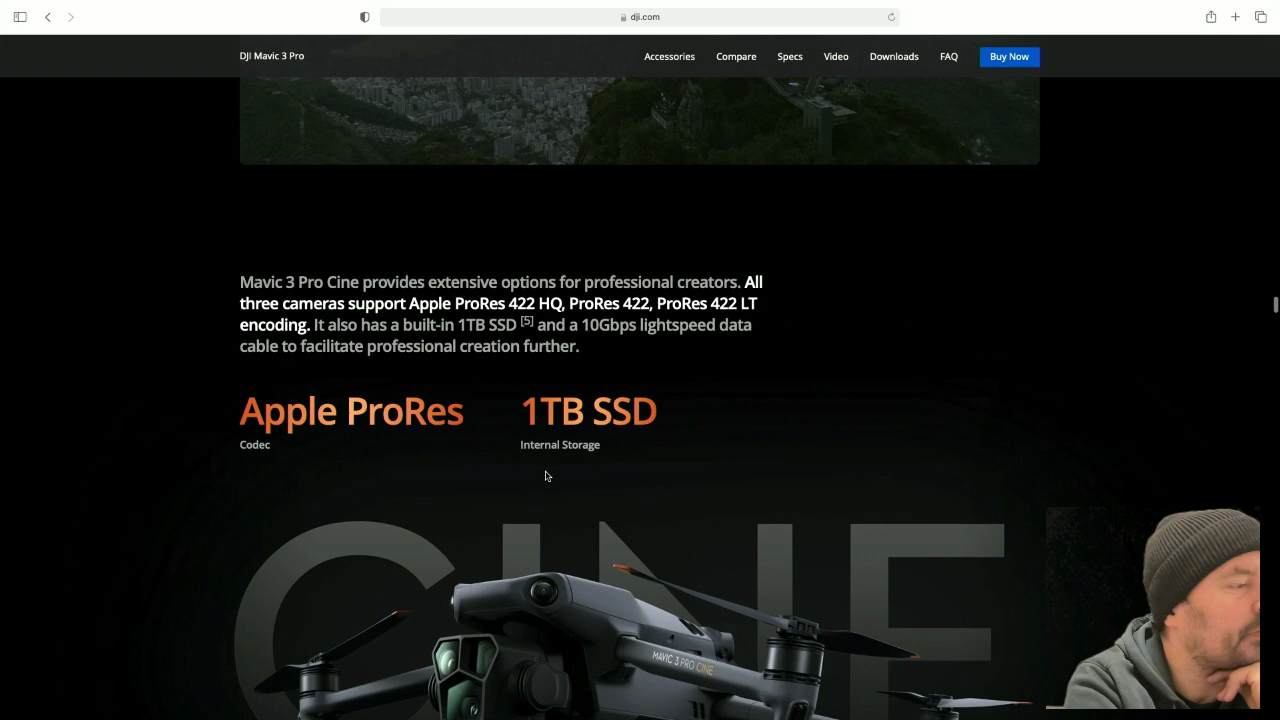 dji.com
DJI Mavic 3 Pro
Accessories
Compare
Specs
Video
Downloads
FAQ
Buy Now
Mavic 3 Pro Cine provides extensive options for professional creators. All
three cameras support Apple ProRes 422 HQ, ProRes 422, ProRes 422 LT
encoding. It also has a built-in 1TB SSD [5] and a 10Gbps lightspeed data
cable to facilitate professional creation further.
Apple ProRes
1TB SSD
Codec
Internal Storage
CINE
MAVIC 3 PRO CINE